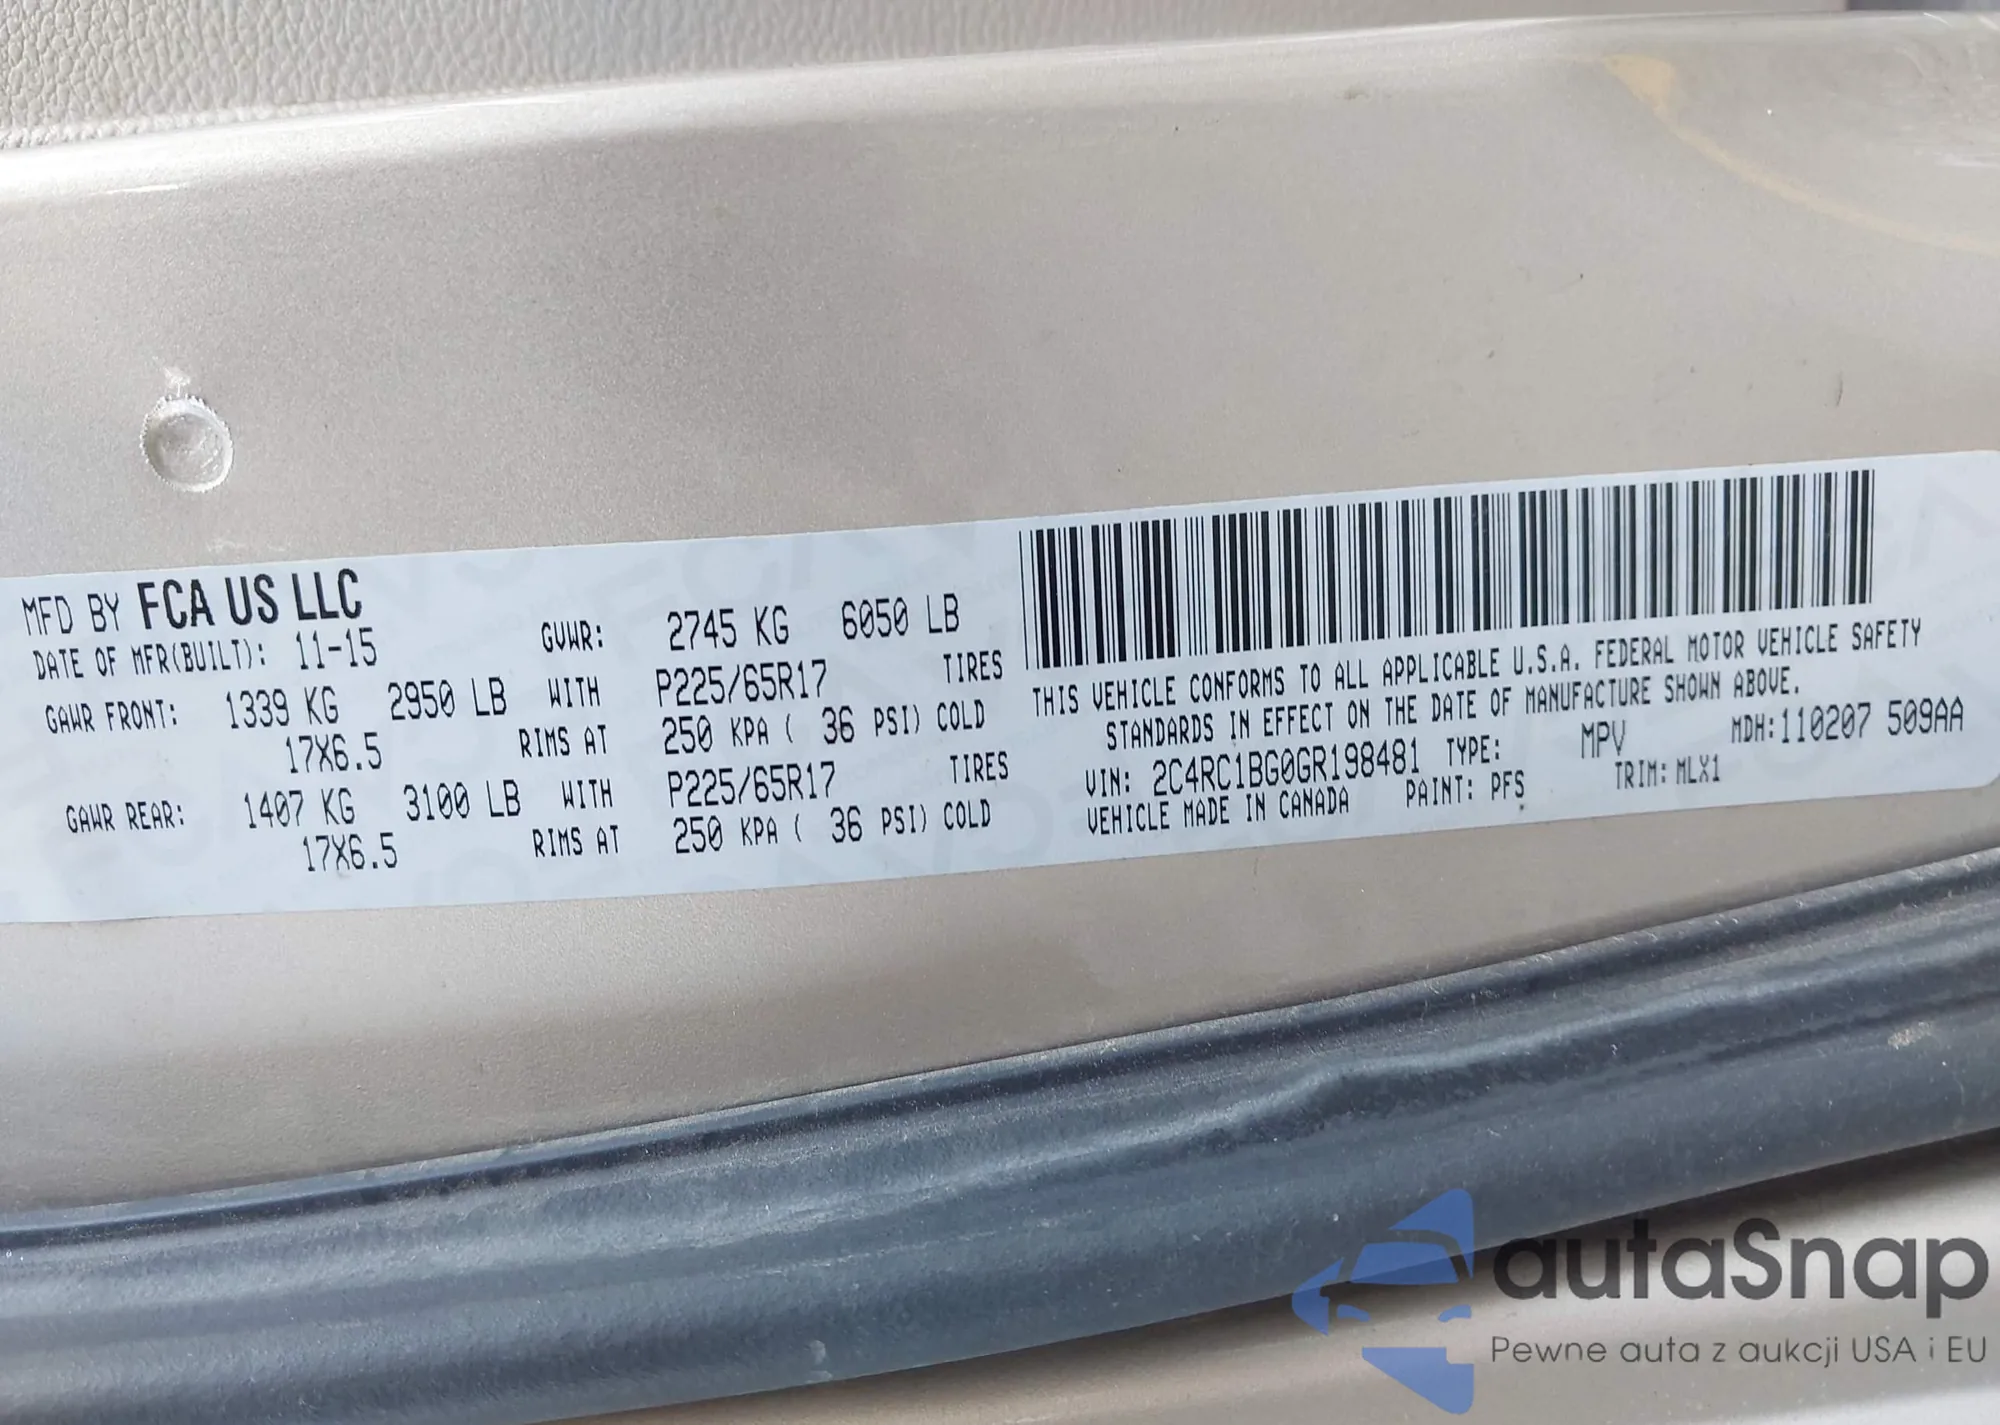 MFD BY FCA US LLC
DATE OF MFR(BUILT): 11-15
GVWR: 2745 KG 6050 LB
GAWR FRONT: 1339 KG 2950 LB WITH P225/65R17 TIRES
17X6.5 RIMS AT 250 KPA ( 36 PSI) COLD
GAWR REAR: 1407 KG 3100 LB WITH P225/65R17 TIRES
17X6.5 RIMS AT 250 KPA ( 36 PSI) COLD
THIS VEHICLE CONFORMS TO ALL APPLICABLE U.S.A. FEDERAL MOTOR VEHICLE SAFETY
STANDARDS IN EFFECT ON THE DATE OF MANUFACTURE SHOWN ABOVE.
VIN: 2C4RC1BG0GR198481 TYPE: MPV MDH:110207 509AA
VEHICLE MADE IN CANADA PAINT: PFS TRIM: MLX1
autaSnap
Pewne auta z aukcji USA i EU